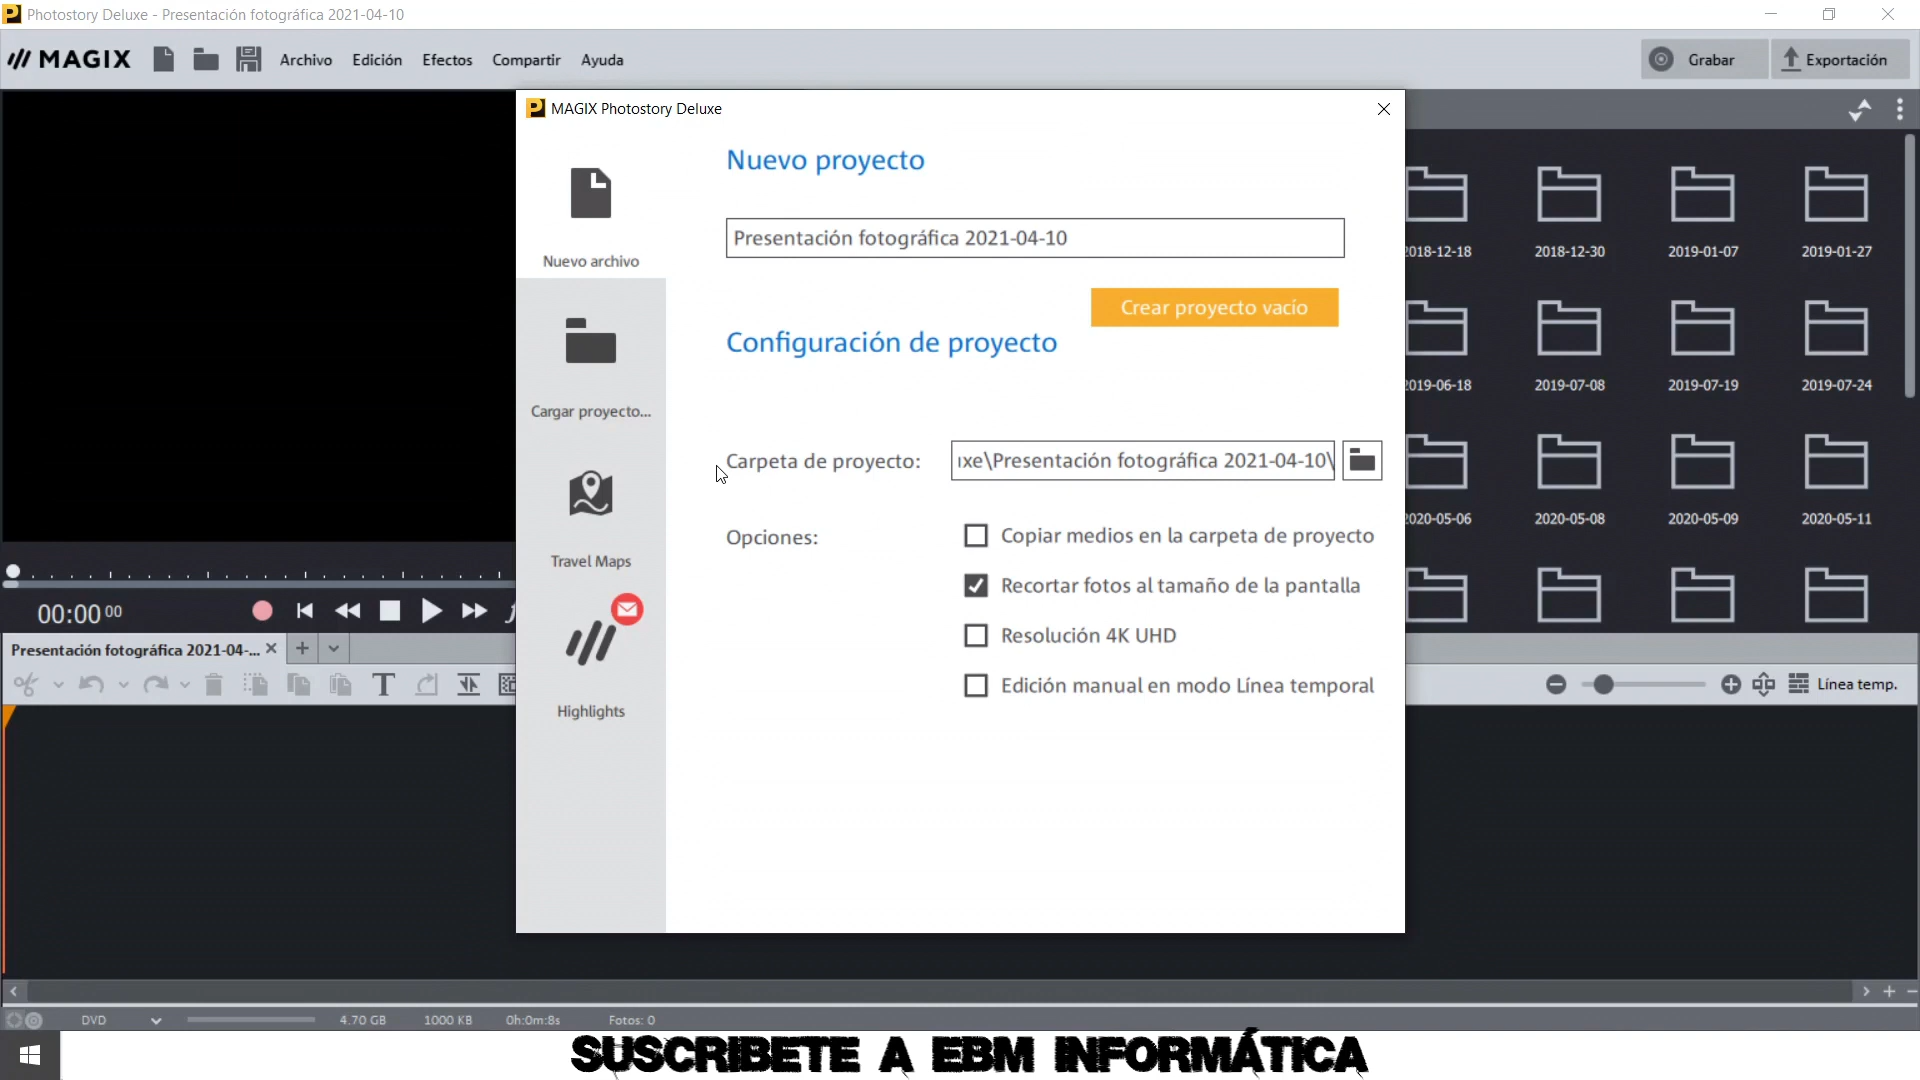 Photostory Deluxe - Presentación fotográfica 2021-04-10
MAGIX Archivo Edición Efectos Compartir Ayuda Grabar Exportación
MAGIX Photostory Deluxe
Nuevo archivo
Cargar proyecto...
Travel Maps
Highlights
Nuevo proyecto
Presentación fotográfica 2021-04-10
Crear proyecto vacío
Configuración de proyecto
Carpeta de proyecto: \Presentación fotográfica 2021-04-10\
Opciones:
Copiar medios en la carpeta de proyecto
Recortar fotos al tamaño de la pantalla
Resolución 4K UHD
Edición manual en modo Línea temporal
2018-12-18 2018-12-30 2019-01-07 2019-01-27
2019-06-18 2019-07-08 2019-07-19 2019-07-24
2020-05-06 2020-05-08 2020-05-09 2020-05-11
00:00 00
Presentación fotográfica 2021-04-...
Línea temp.
DVD 4.70 GB 1000 KB 0h:0m:8s Fotos: 0
SUSCRIBETE A EBM INFORMÁTICA